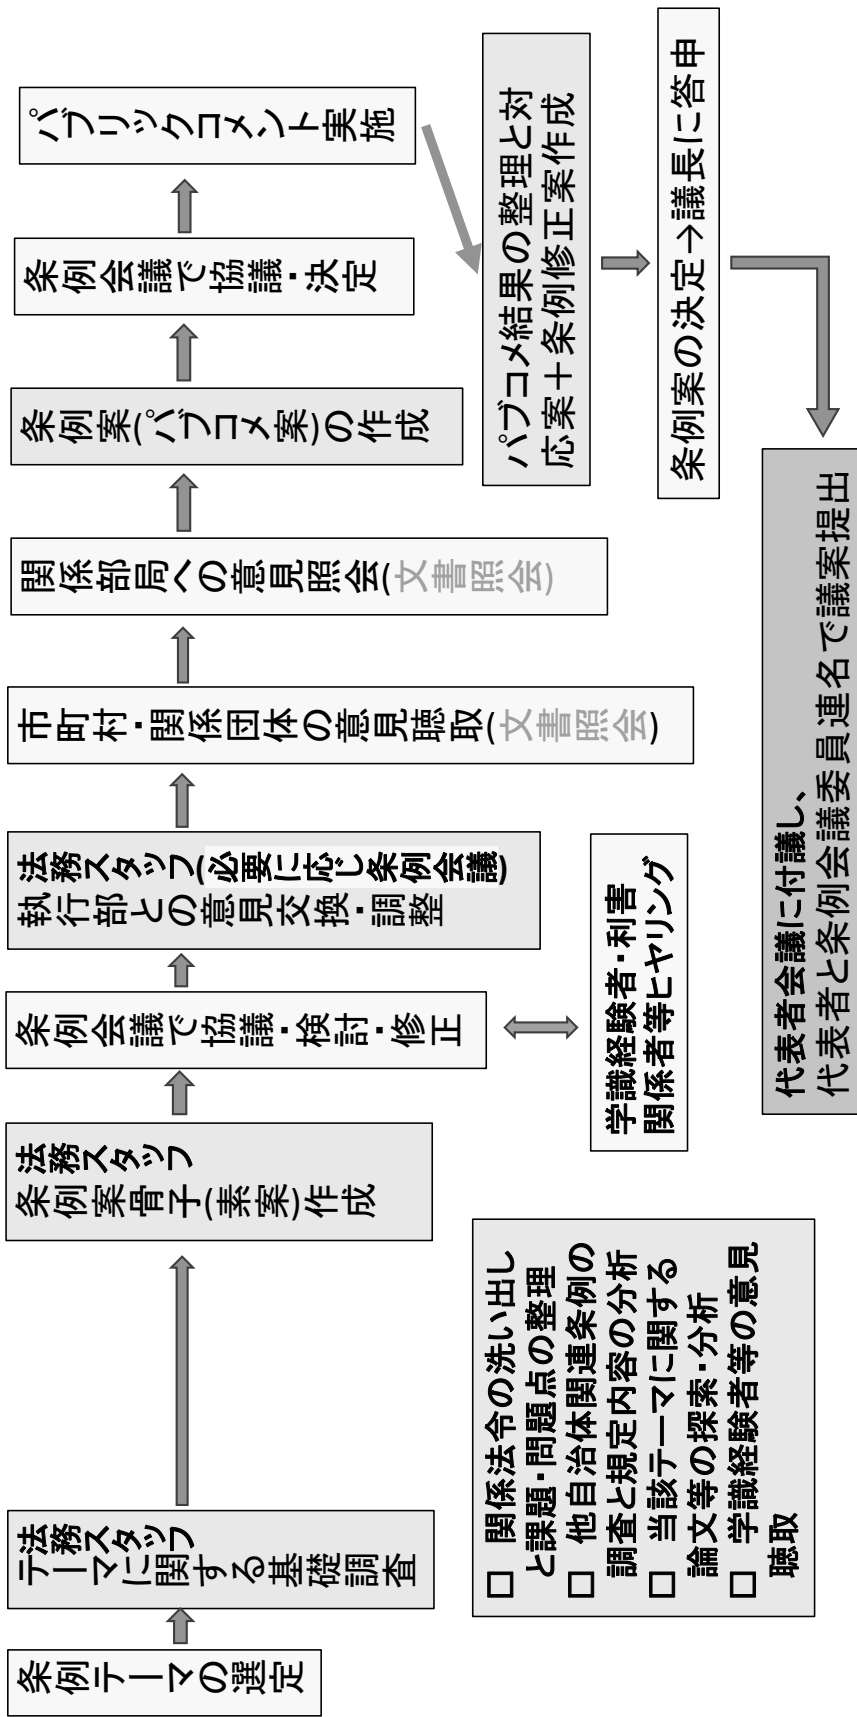 条例テーマの選定
法務スタッフ
テーマに関する基礎調査
法務スタッフ
条例案骨子(素案)作成
条例会議で協議・検討・修正
法務スタッフ(必要に応じ条例会議)
執行部との意見交換・調整
市町村・関係団体の意見聴取(文書照会)
関係部局への意見照会(文書照会)
条例案(パブコメ案)の作成
条例会議で協議・決定
パブリックコメント実施
□ 関係法令の洗い出し
と課題・問題点の整理
□ 他自治体関連条例の
調査と規定内容の分析
□ 当該テーマに関する
論文等の探索・分析
□ 学識経験者等の意見
聴取
学識経験者・利害
関係者等ヒヤリング
パブコメ結果の整理と対
応案＋条例修正案作成
条例案の決定→議長に答申
代表者会議に付議し、
代表者と条例会議委員連名で議案提出